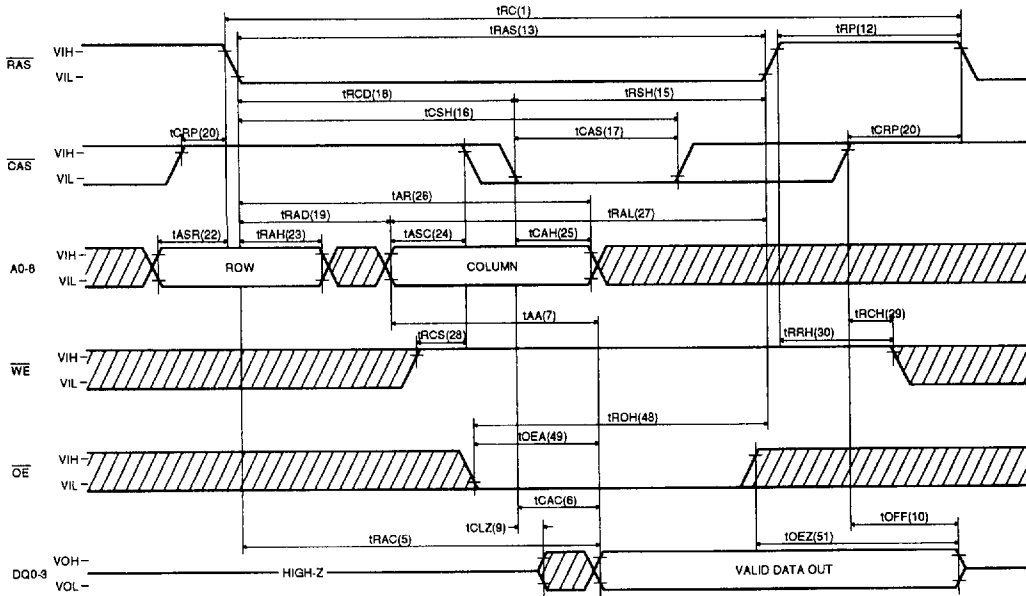 tRC(1)
tRAS(13)
tRP(12)
RAS
VIH
VIL
tRCD(18)
tRSH(15)
tCSH(16)
tCRP(20)
tCAS(17)
tCRP(20)
CAS
VIH
VIL
tAR(26)
tRAD(19)
tRAL(27)
tASR(22)
tRAH(23)
tASC(24)
tCAH(25)
A0-8
VIH
VIL
ROW
COLUMN
tAA(7)
tRCS(28)
tRCH(29)
tRRH(30)
WE
VIH
VIL
tROH(48)
tOEA(49)
OE
VIH
VIL
tCAC(6)
tCLZ(9)
tOFF(10)
tRAC(5)
tOEZ(51)
DQ0-3
VOH
VOL
HIGH-Z
VALID DATA OUT